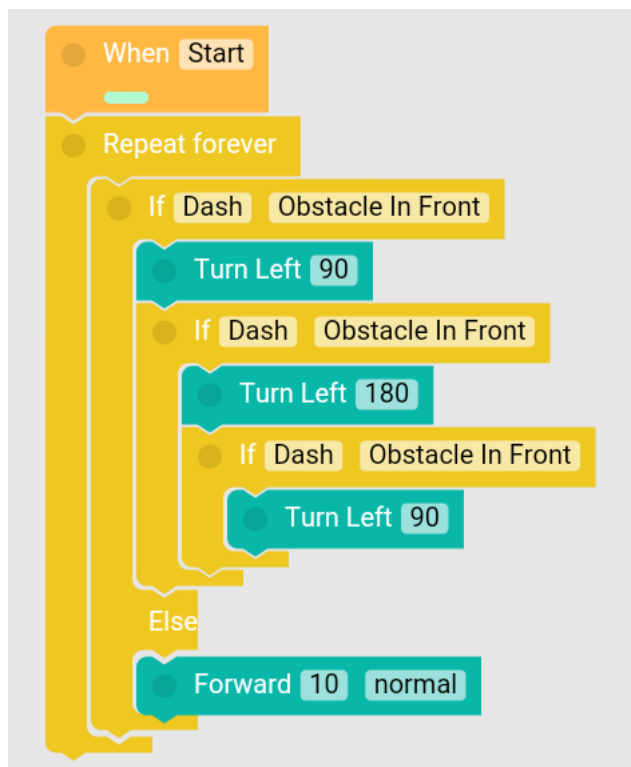 When Start
Repeat forever
If Dash Obstacle In Front
Turn Left 90
If Dash Obstacle In Front
Turn Left 180
If Dash Obstacle In Front
Turn Left 90
Else
Forward 10 normal